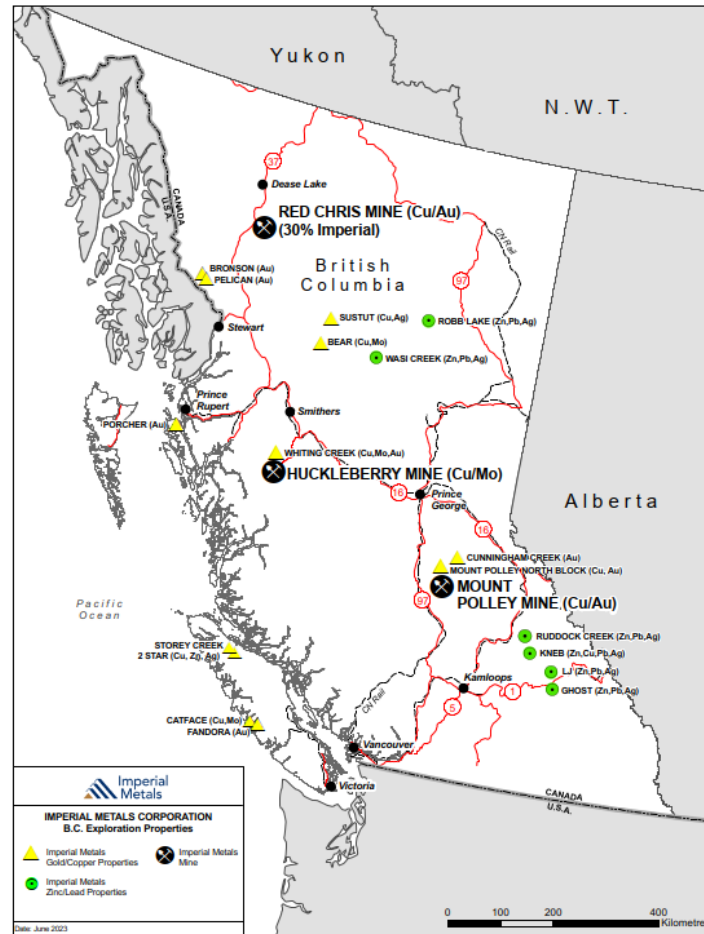 Yukon
N.W.T.
37
Dease Lake
CANADA
U.S.A.
RED CHRIS MINE (Cu/Au)
(30% Imperial)
CN Rail
BRONSON (Au)
PELICAN (Au)
British
Columbia
97
SUSTUT (Cu,Ag)
ROBB LAKE (Zn,Pb,Ag)
Stewart
BEAR (Cu,Mo)
WASI CREEK (Zn,Pb,Ag)
Prince
Rupert
Smithers
PORCHER (Au)
WHITING CREEK (Cu,Mo,Au)
HUCKLEBERRY MINE (Cu/Mo)
16
Prince
George
Alberta
16
CUNNINGHAM CREEK (Au)
MOUNT POLLEY NORTH BLOCK (Cu, Au)
MOUNT
POLLEY MINE (Cu/Au)
97
Pacific
Ocean
RUDDOCK CREEK (Zn,Pb,Ag)
STOREY CREEK
2 STAR (Cu, Zn, Ag)
KNEB (Zn,Cu,Pb,Ag)
LJ (Zn,Pb,Ag)
Kamloops
GHOST (Zn,Pb,Ag)
1
5
CN Rail
CATFACE (Cu,Mo)
FANDORA (Au)
Vancouver
Victoria
CANADA
U.S.A.
Imperial
Metals
IMPERIAL METALS CORPORATION
B.C. Exploration Properties
Imperial Metals
Gold/Copper Properties
Imperial Metals
Mine
Imperial Metals
Zinc/Lead Properties
Date: June 2023
0 100 200 400
Kilometre